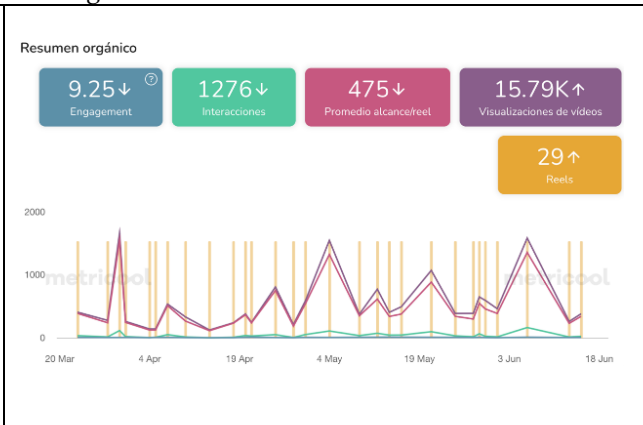 Resumen orgánico
9.25↓ ?
Engagement
1276↓
Interacciones
475↓
Promedio alcance/reel
15.79K↑
Visualizaciones de vídeos
29↑
Reels
2000
1000
0
metricool metricool
20 Mar 4 Apr 19 Apr 4 May 19 May 3 Jun 18 Jun